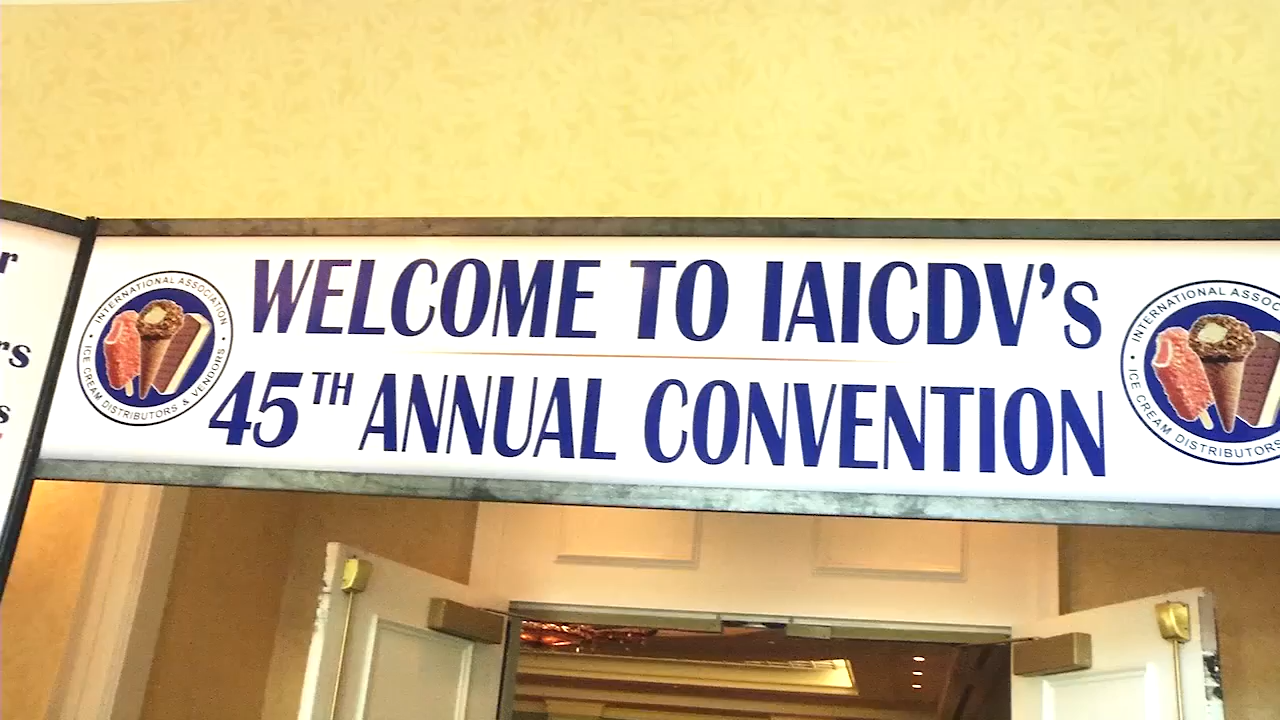 WELCOME TO IAICDV's
45TH ANNUAL CONVENTION
INTERNATIONAL ASSOCIATION
ICE CREAM DISTRIBUTORS & VENDORS
INTERNATIONAL ASSOC
ICE CREAM DISTRIBUTORS